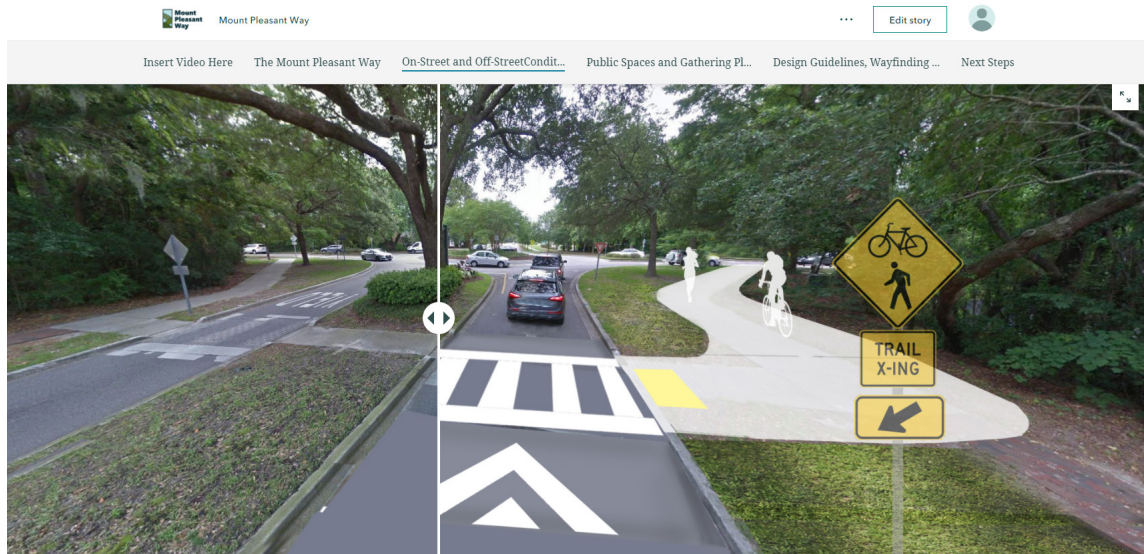 Mount
Pleasant
Way
Mount Pleasant Way
...
Edit story
Insert Video Here
The Mount Pleasant Way
On-Street and Off-StreetCondit...
Public Spaces and Gathering Pl...
Design Guidelines, Wayfinding ...
Next Steps
TRAIL
X-ING